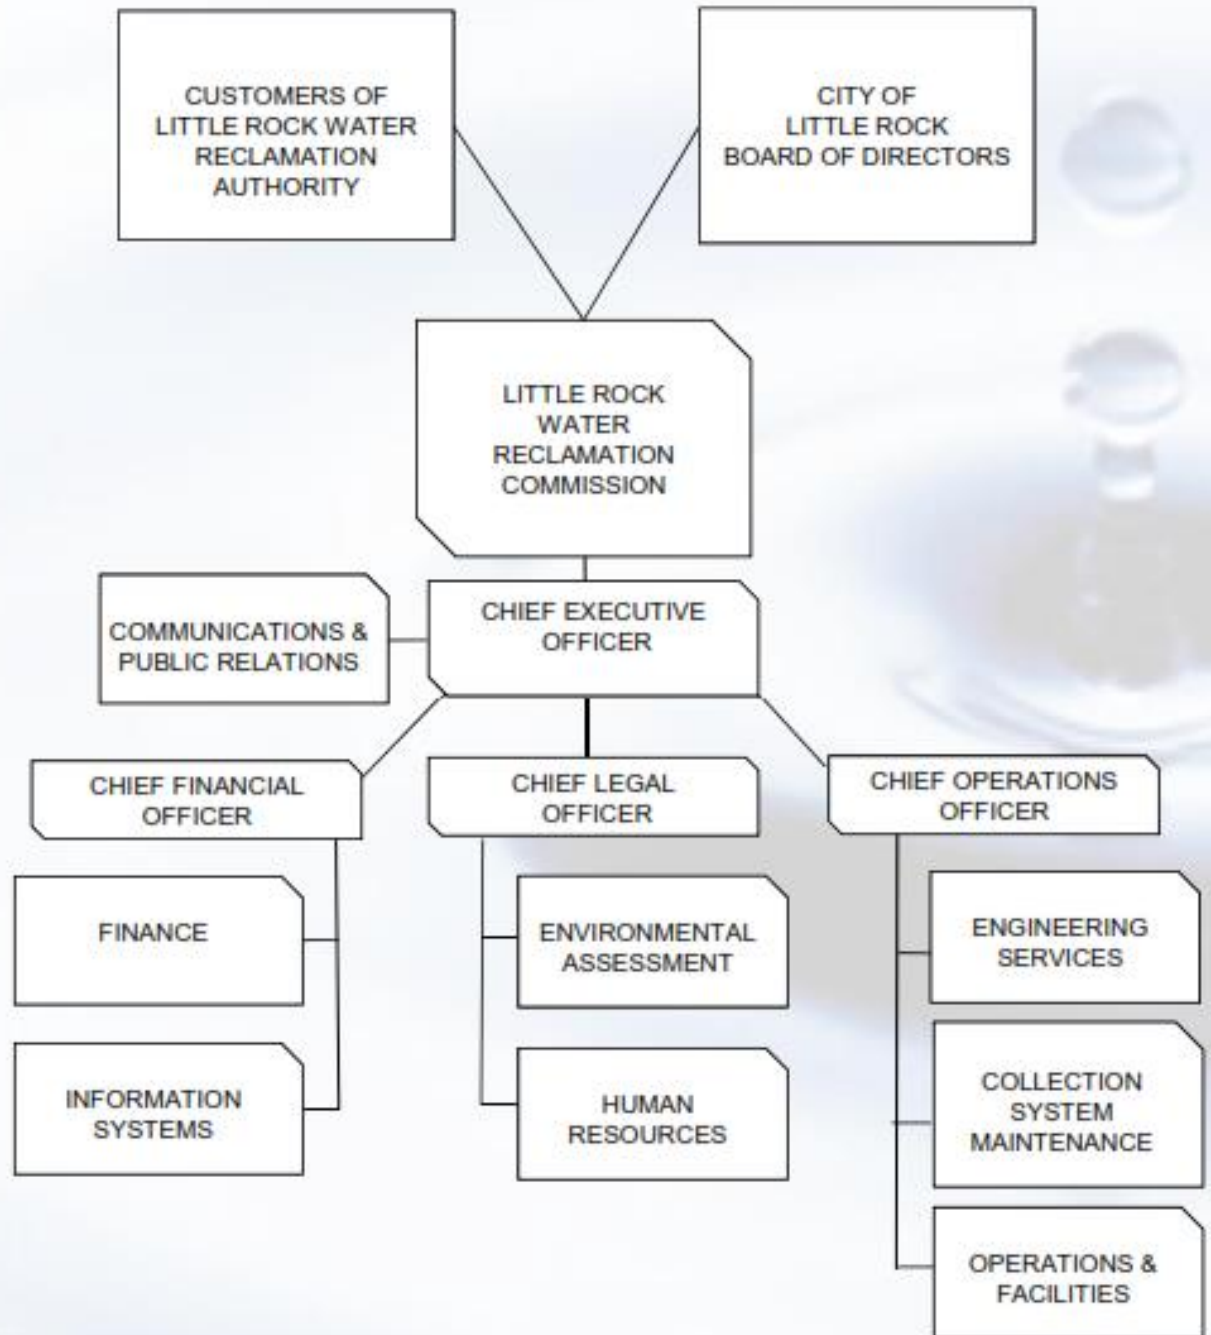 CUSTOMERS OF
LITTLE ROCK WATER
RECLAMATION
AUTHORITY
CITY OF
LITTLE ROCK
BOARD OF DIRECTORS
LITTLE ROCK
WATER
RECLAMATION
COMMISSION
COMMUNICATIONS &
PUBLIC RELATIONS
CHIEF EXECUTIVE
OFFICER
CHIEF FINANCIAL
OFFICER
CHIEF LEGAL
OFFICER
CHIEF OPERATIONS
OFFICER
FINANCE
ENVIRONMENTAL
ASSESSMENT
ENGINEERING
SERVICES
INFORMATION
SYSTEMS
HUMAN
RESOURCES
COLLECTION
SYSTEM
MAINTENANCE
OPERATIONS &
FACILITIES